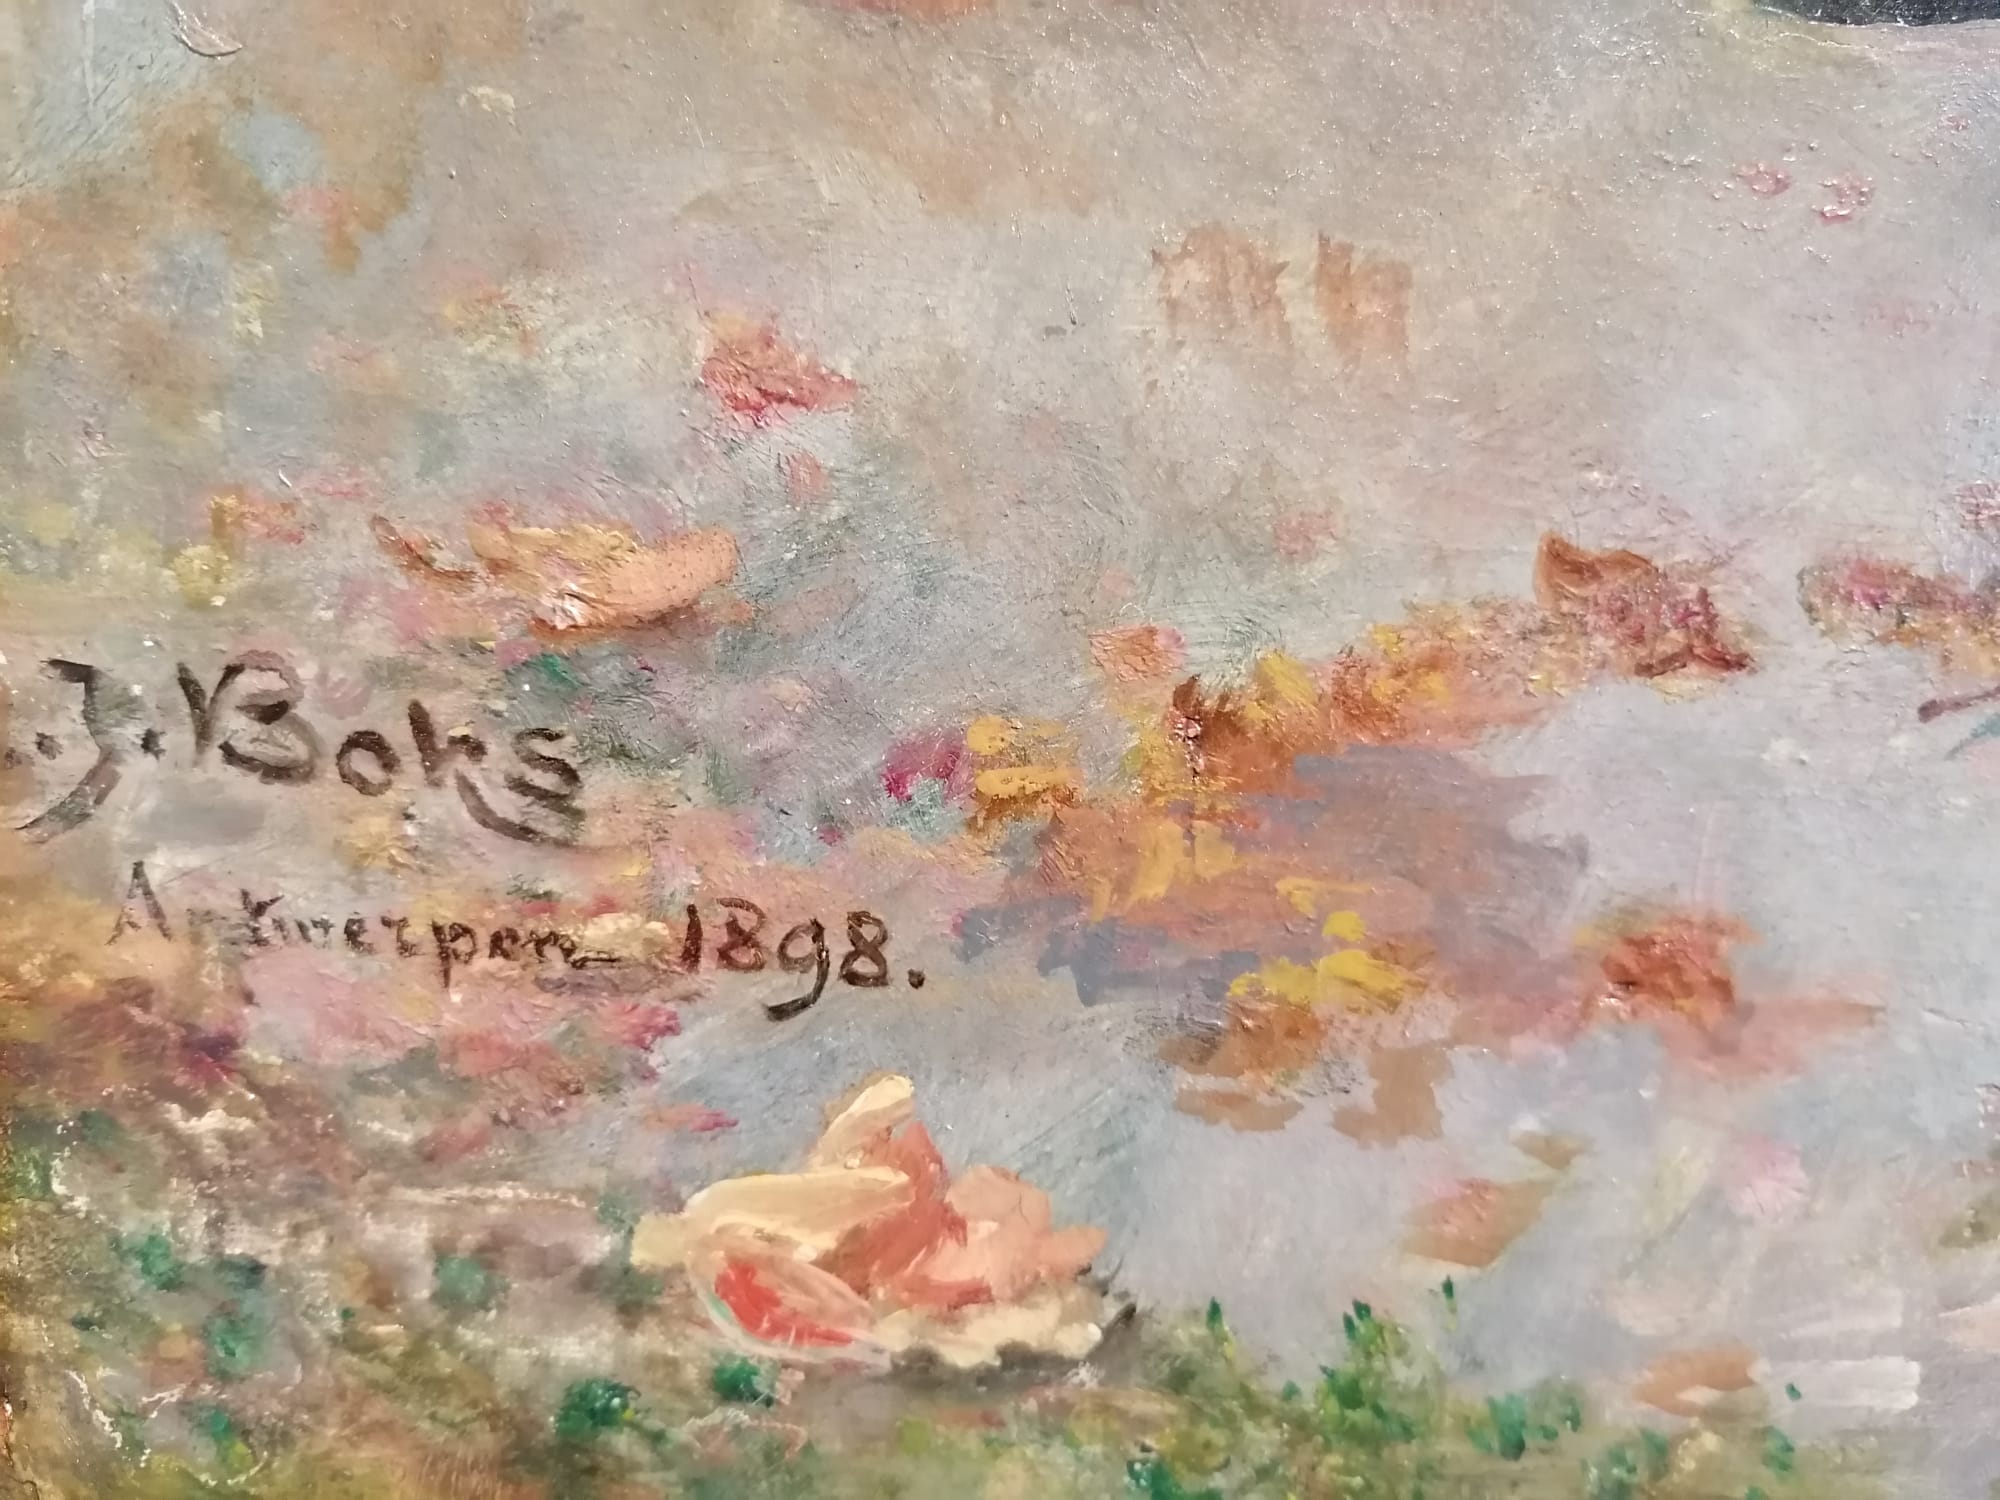 .J. Boks
Antwerpen 1898.